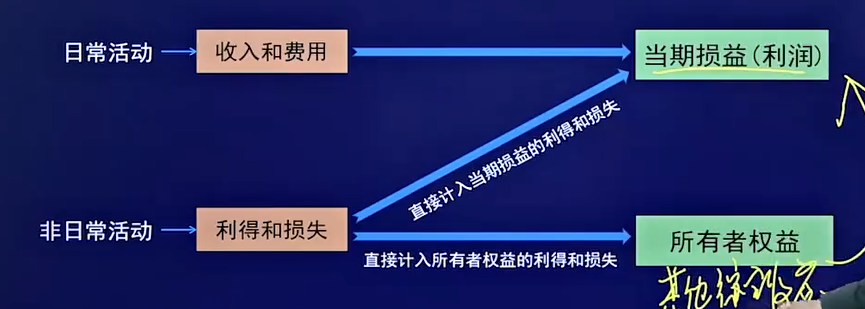 日常活动
收入和费用
当期损益(利润)
直接计入当期损益的利得和损失
非日常活动
利得和损失
直接计入所有者权益的利得和损失
所有者权益
其他综合收益